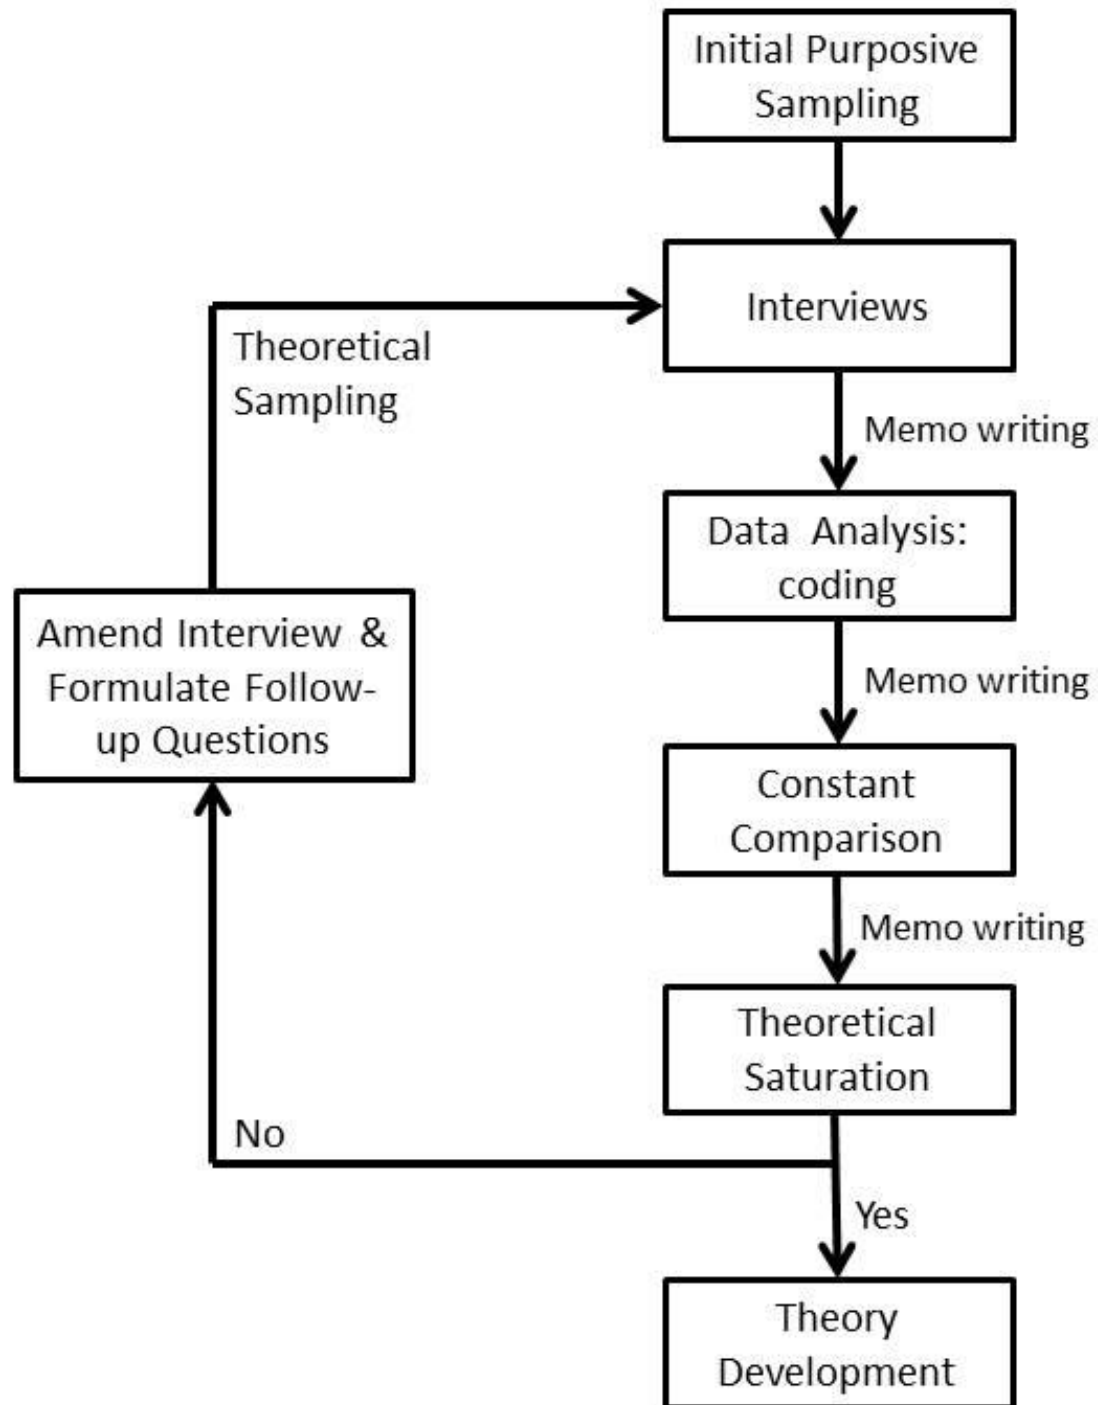 Initial Purposive
Sampling
Interviews
Theoretical
Sampling
Memo writing
Data Analysis:
coding
Amend Interview &
Formulate Follow-
up Questions
Memo writing
Constant
Comparison
Memo writing
Theoretical
Saturation
No
Yes
Theory
Development